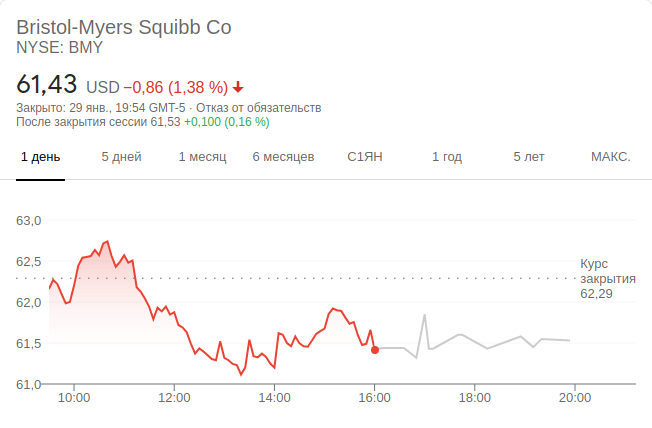 Bristol-Myers Squibb Co
NYSE: BMY
61,43 USD −0,86 (1,38 %)
Закрыто: 29 янв., 19:54 GMT-5 · Отказ от обязательств
После закрытия сессии 61,53 +0,100 (0,16 %)
1 день 5 дней 1 месяц 6 месяцев С1ЯН 1 год 5 лет МАКС.
63,0
62,5
Курс
закрытия
62,29
62,0
61,5
61,0
10:00 12:00 14:00 16:00 18:00 20:00